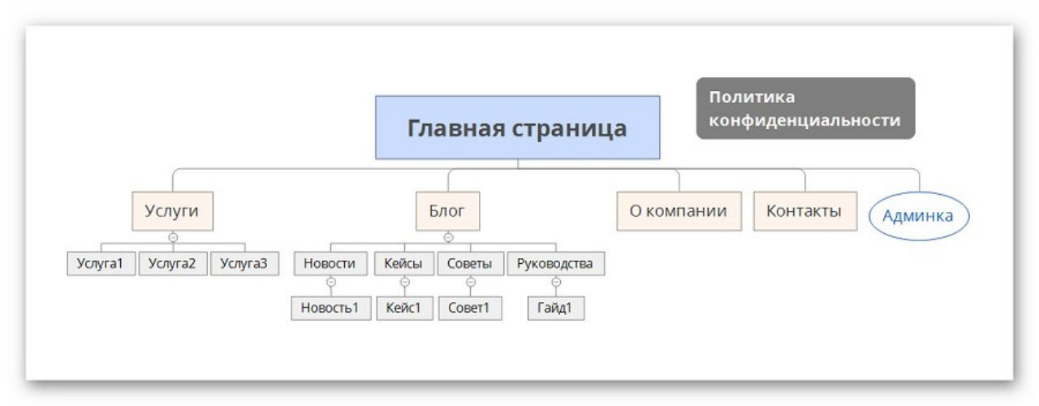 Политика
конфиденциальности
Главная страница
Услуги
Блог
О компании
Контакты
Админка
Услуга1
Услуга2
Услуга3
Новости
Кейсы
Советы
Руководства
Новость1
Кейс1
Совет1
Гайд1